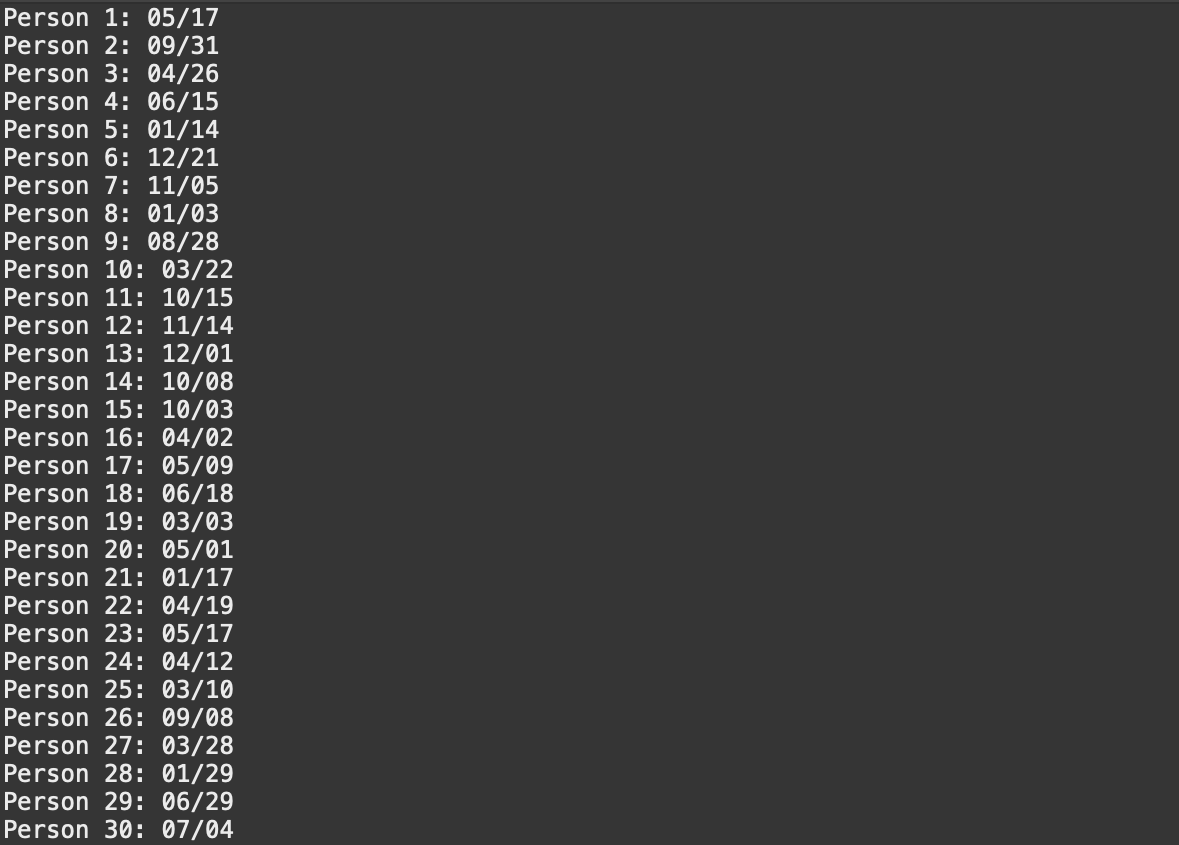 Person 1: 05/17
Person 2: 09/31
Person 3: 04/26
Person 4: 06/15
Person 5: 01/14
Person 6: 12/21
Person 7: 11/05
Person 8: 01/03
Person 9: 08/28
Person 10: 03/22
Person 11: 10/15
Person 12: 11/14
Person 13: 12/01
Person 14: 10/08
Person 15: 10/03
Person 16: 04/02
Person 17: 05/09
Person 18: 06/18
Person 19: 03/03
Person 20: 05/01
Person 21: 01/17
Person 22: 04/19
Person 23: 05/17
Person 24: 04/12
Person 25: 03/10
Person 26: 09/08
Person 27: 03/28
Person 28: 01/29
Person 29: 06/29
Person 30: 07/04